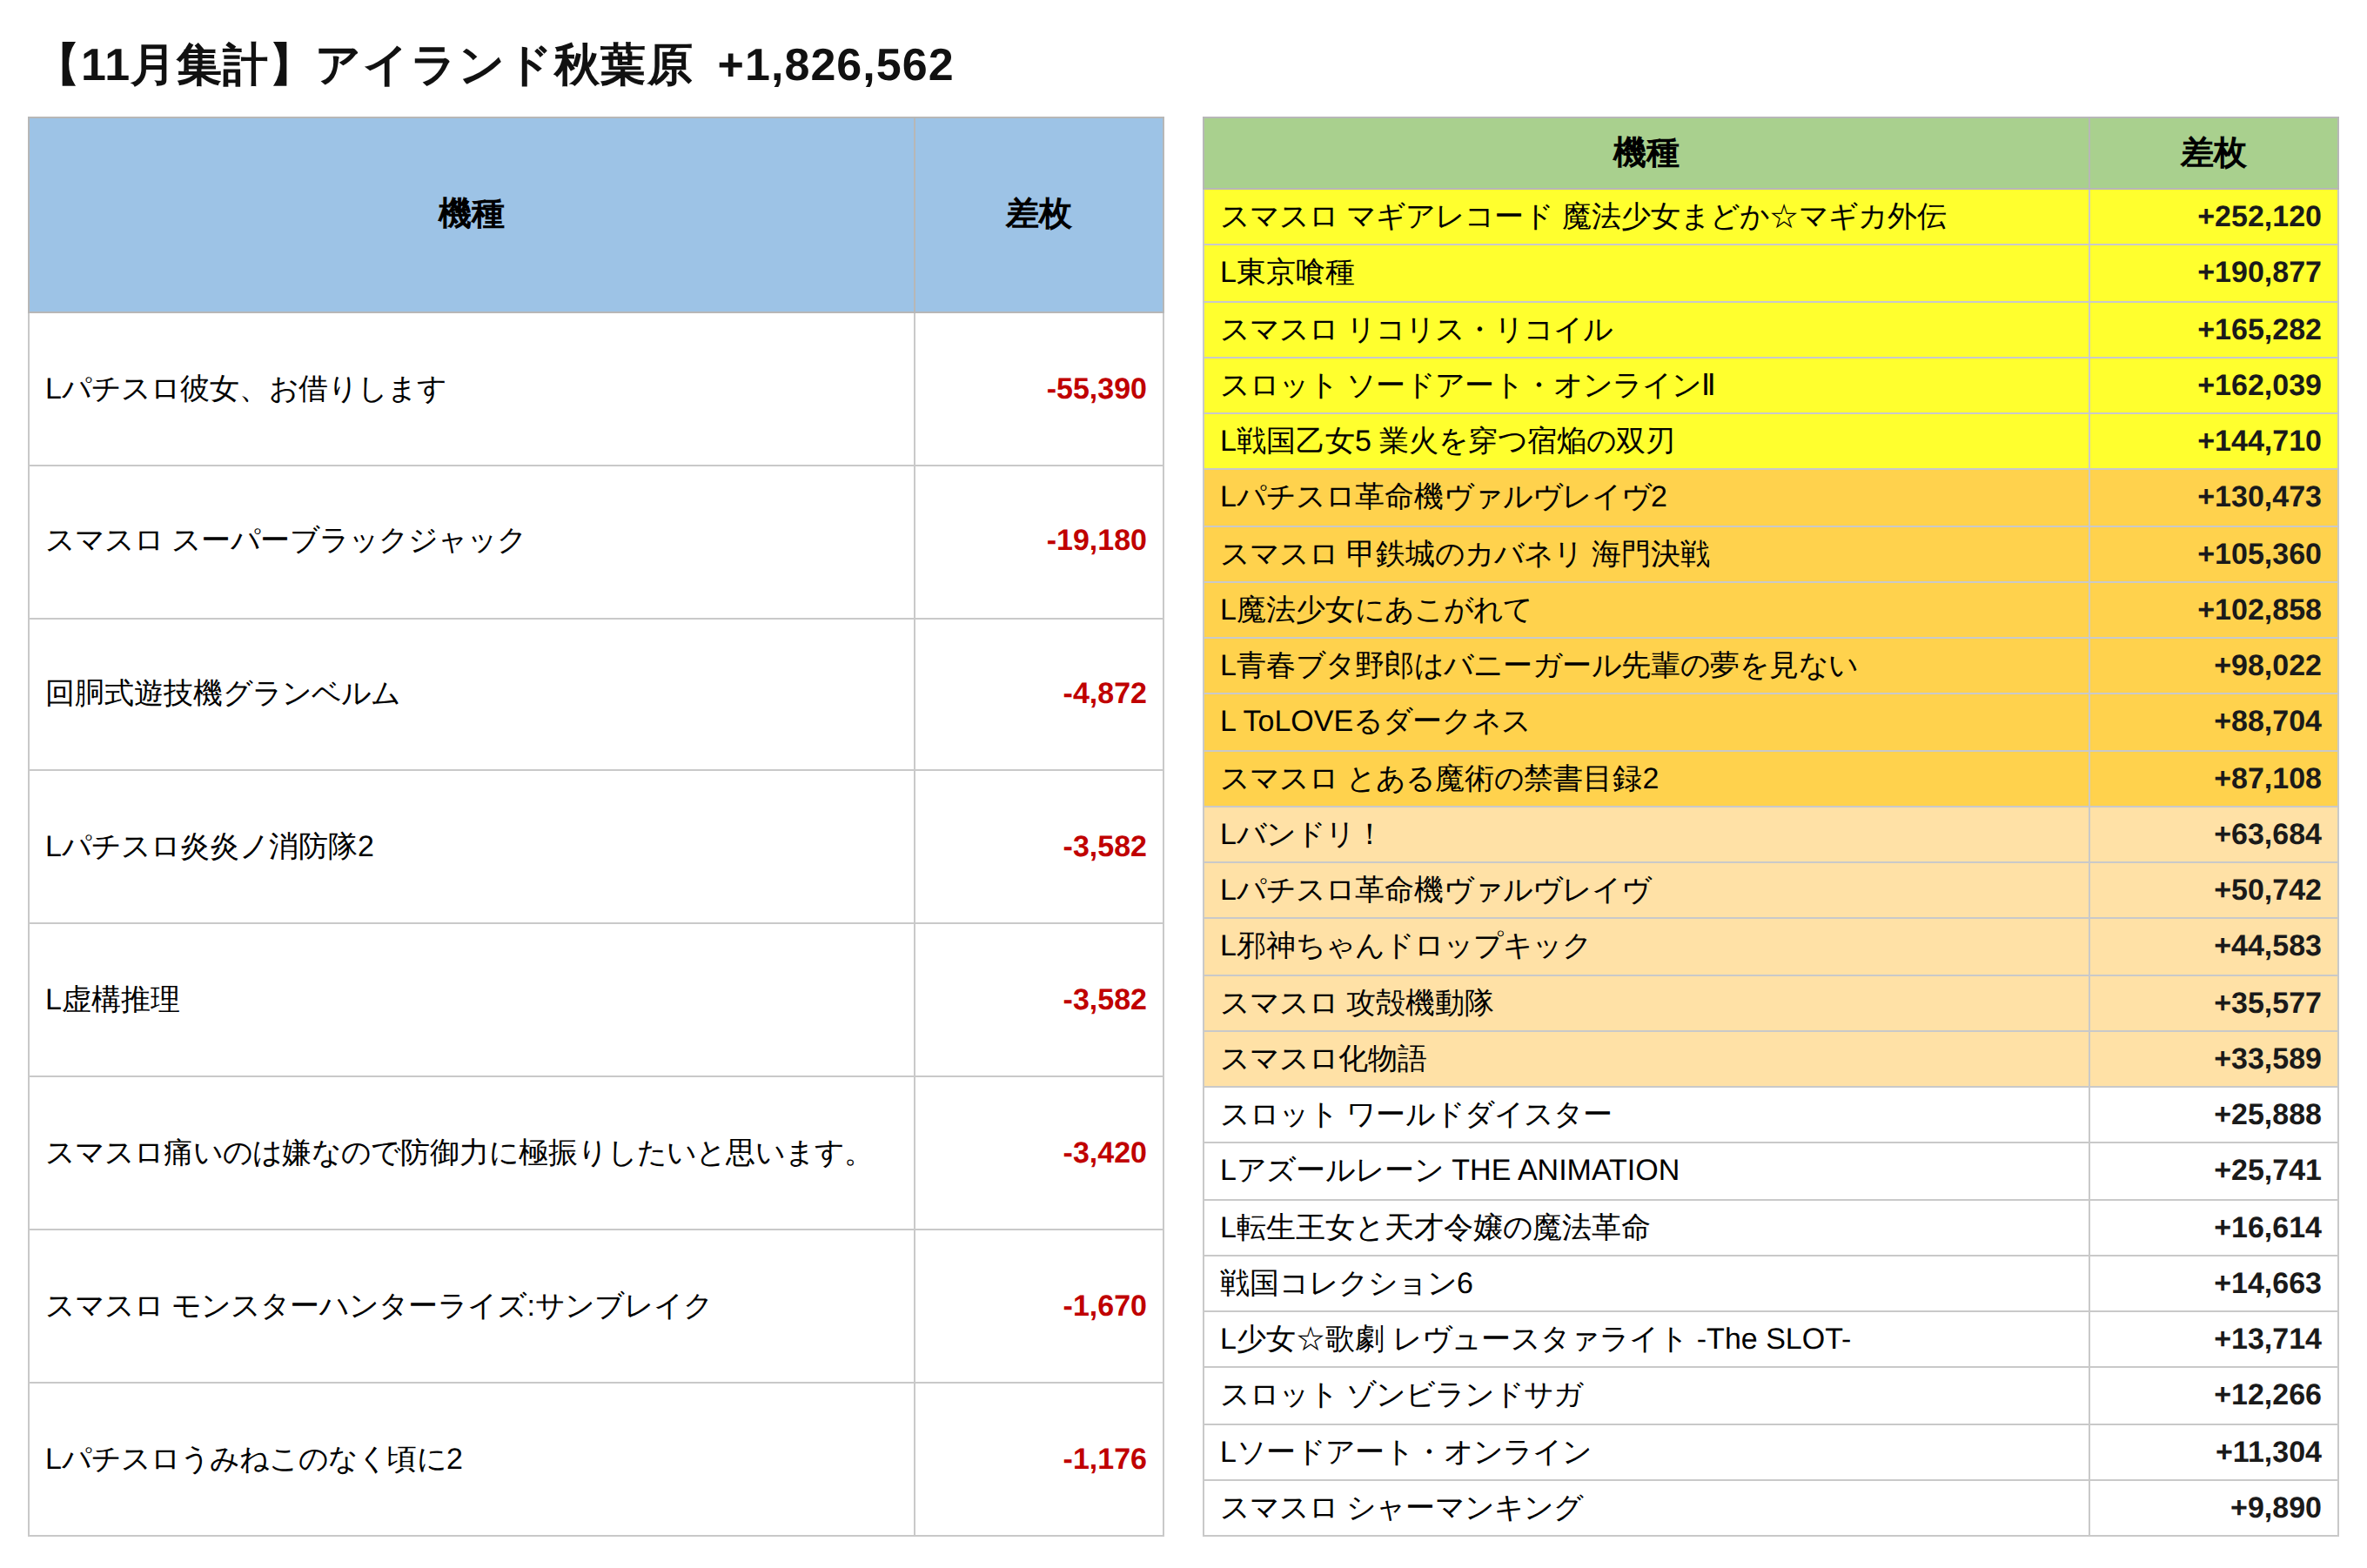 【11月集計】アイランド秋葉原 +1,826,562
機種 差枚
Lパチスロ彼女、お借りします -55,390
スマスロ スーパーブラックジャック -19,180
回胴式遊技機グランベルム -4,872
Lパチスロ炎炎ノ消防隊2 -3,582
L虚構推理 -3,582
スマスロ痛いのは嫌なので防御力に極振りしたいと思います。 -3,420
スマスロ モンスターハンターライズ:サンブレイク -1,670
Lパチスロうみねこのなく頃に2 -1,176
機種 差枚
スマスロ マギアレコード 魔法少女まどか☆マギカ外伝 +252,120
L東京喰種 +190,877
スマスロ リコリス・リコイル +165,282
スロット ソードアート・オンラインⅡ +162,039
L戦国乙女5 業火を穿つ宿焔の双刃 +144,710
Lパチスロ革命機ヴァルヴレイヴ2 +130,473
スマスロ 甲鉄城のカバネリ 海門決戦 +105,360
L魔法少女にあこがれて +102,858
L青春ブタ野郎はバニーガール先輩の夢を見ない +98,022
L ToLOVEるダークネス +88,704
スマスロ とある魔術の禁書目録2 +87,108
Lバンドリ！ +63,684
Lパチスロ革命機ヴァルヴレイヴ +50,742
L邪神ちゃんドロップキック +44,583
スマスロ 攻殻機動隊 +35,577
スマスロ化物語 +33,589
スロット ワールドダイスター +25,888
Lアズールレーン THE ANIMATION +25,741
L転生王女と天才令嬢の魔法革命 +16,614
戦国コレクション6 +14,663
L少女☆歌劇 レヴュースタァライト -The SLOT- +13,714
スロット ゾンビランドサガ +12,266
Lソードアート・オンライン +11,304
スマスロ シャーマンキング +9,890